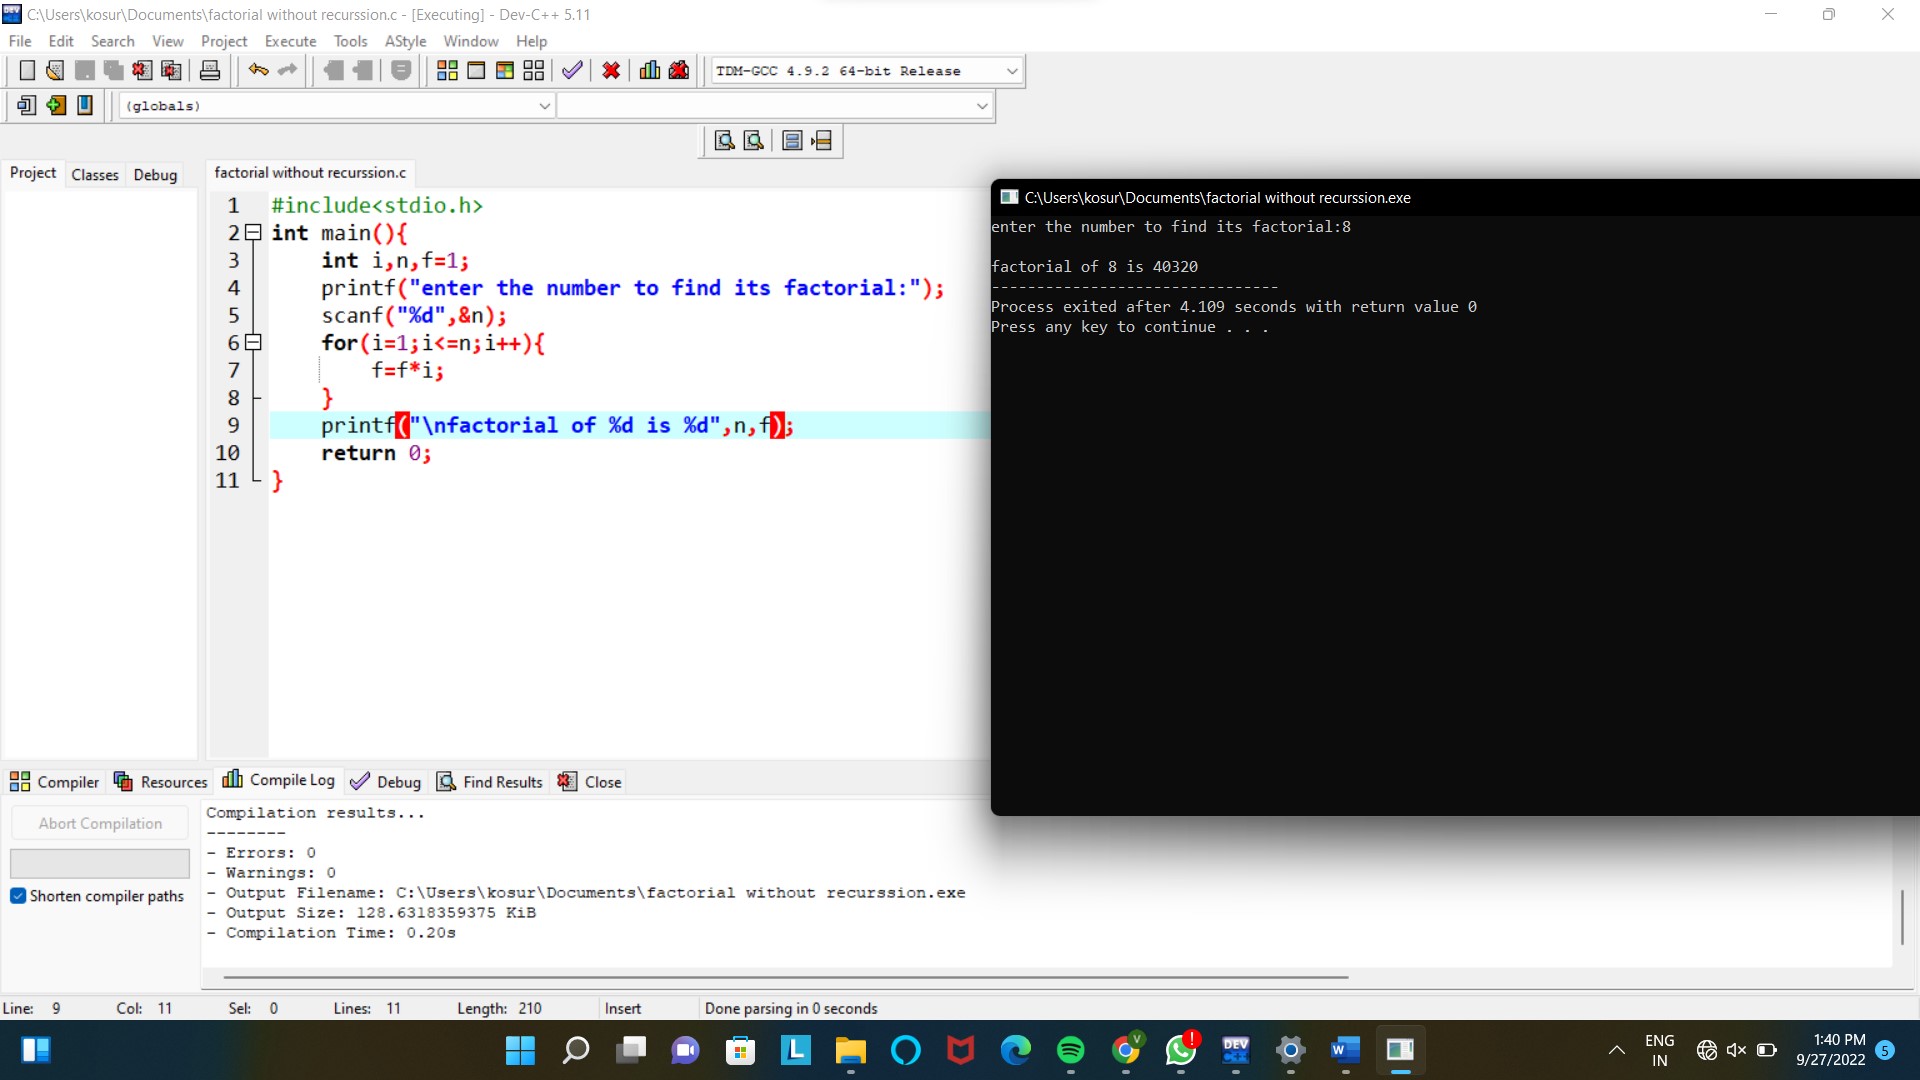 C:\Users\kosur\Documents\factorial without recurssion.c - [Executing] - Dev-C++ 5.11
File Edit Search View Project Execute Tools AStyle Window Help
TDM-GCC 4.9.2 64-bit Release
(globals)
Project Classes Debug
factorial without recurssion.c
1 #include<stdio.h>
2 int main(){
3 int i,n,f=1;
4 printf("enter the number to find its factorial:");
5 scanf("%d",&n);
6 for(i=1;i<=n;i++){
7 f=f*i;
8 }
9 printf("\nfactorial of %d is %d",n,f);
10 return 0;
11 }
C:\Users\kosur\Documents\factorial without recurssion.exe
enter the number to find its factorial:8
factorial of 8 is 40320
--------------------------------
Process exited after 4.109 seconds with return value 0
Press any key to continue . . .
Compiler Resources Compile Log Debug Find Results Close
Abort Compilation
Shorten compiler paths
Compilation results...
--------
- Errors: 0
- Warnings: 0
- Output Filename: C:\Users\kosur\Documents\factorial without recurssion.exe
- Output Size: 128.6318359375 KiB
- Compilation Time: 0.20s
Line: 9 Col: 11 Sel: 0 Lines: 11 Length: 210 Insert Done parsing in 0 seconds
L
V
!
DEV
C++
W
ENG
IN
1:40 PM
9/27/2022
5